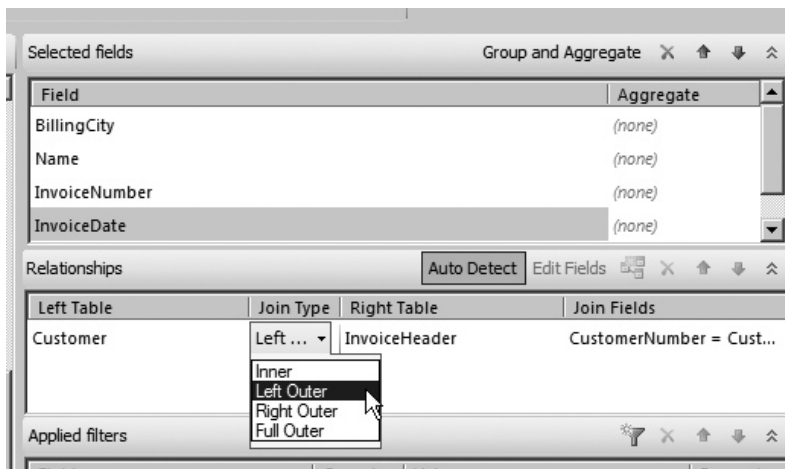 Selected fields Group and Aggregate
Field Aggregate
BillingCity (none)
Name (none)
InvoiceNumber (none)
InvoiceDate (none)
Relationships Auto Detect Edit Fields
Left Table Join Type Right Table Join Fields
Customer Left ... InvoiceHeader CustomerNumber = Cust...
Inner
Left Outer
Right Outer
Full Outer
Applied filters